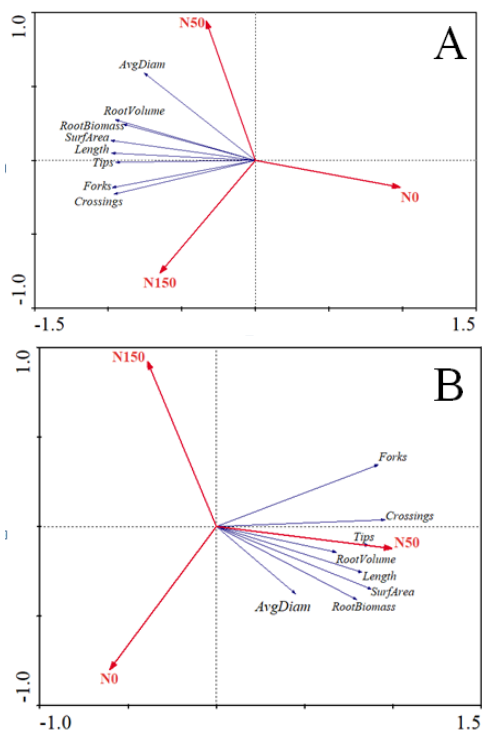 1.0
N50
A
AvgDiam
RootVolume
RootBiomass
SurfArea
Length
Tips
N0
Forks
Crossings
N150
-1.0
-1.5
1.5
1.0
N150
B
Forks
Crossings
Tips
N50
RootVolume
Length
SurfArea
AvgDiam
RootBiomass
N0
-1.0
-1.0
1.0